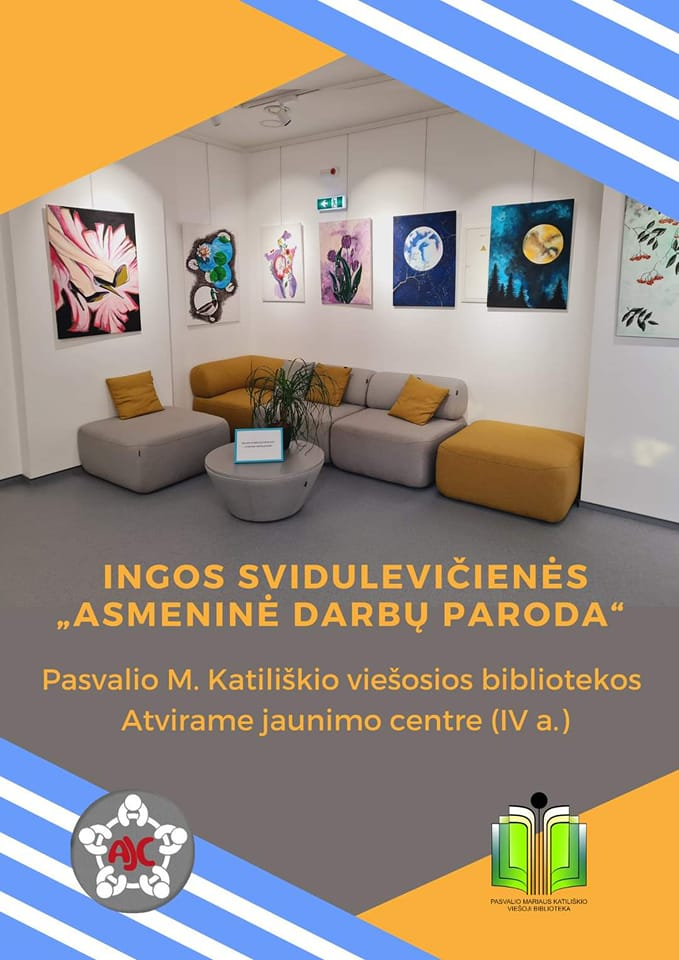 INGOS SVIDULEVIČIENĖS
„ASMENINĖ DARBŲ PARODA“
Pasvalio M. Katiliškio viešosios bibliotekos
Atvirame jaunimo centre (IV a.)
AJC
PASVALIO MARIAUS KATILIŠKIO
VIEŠOJI BIBLIOTEKA